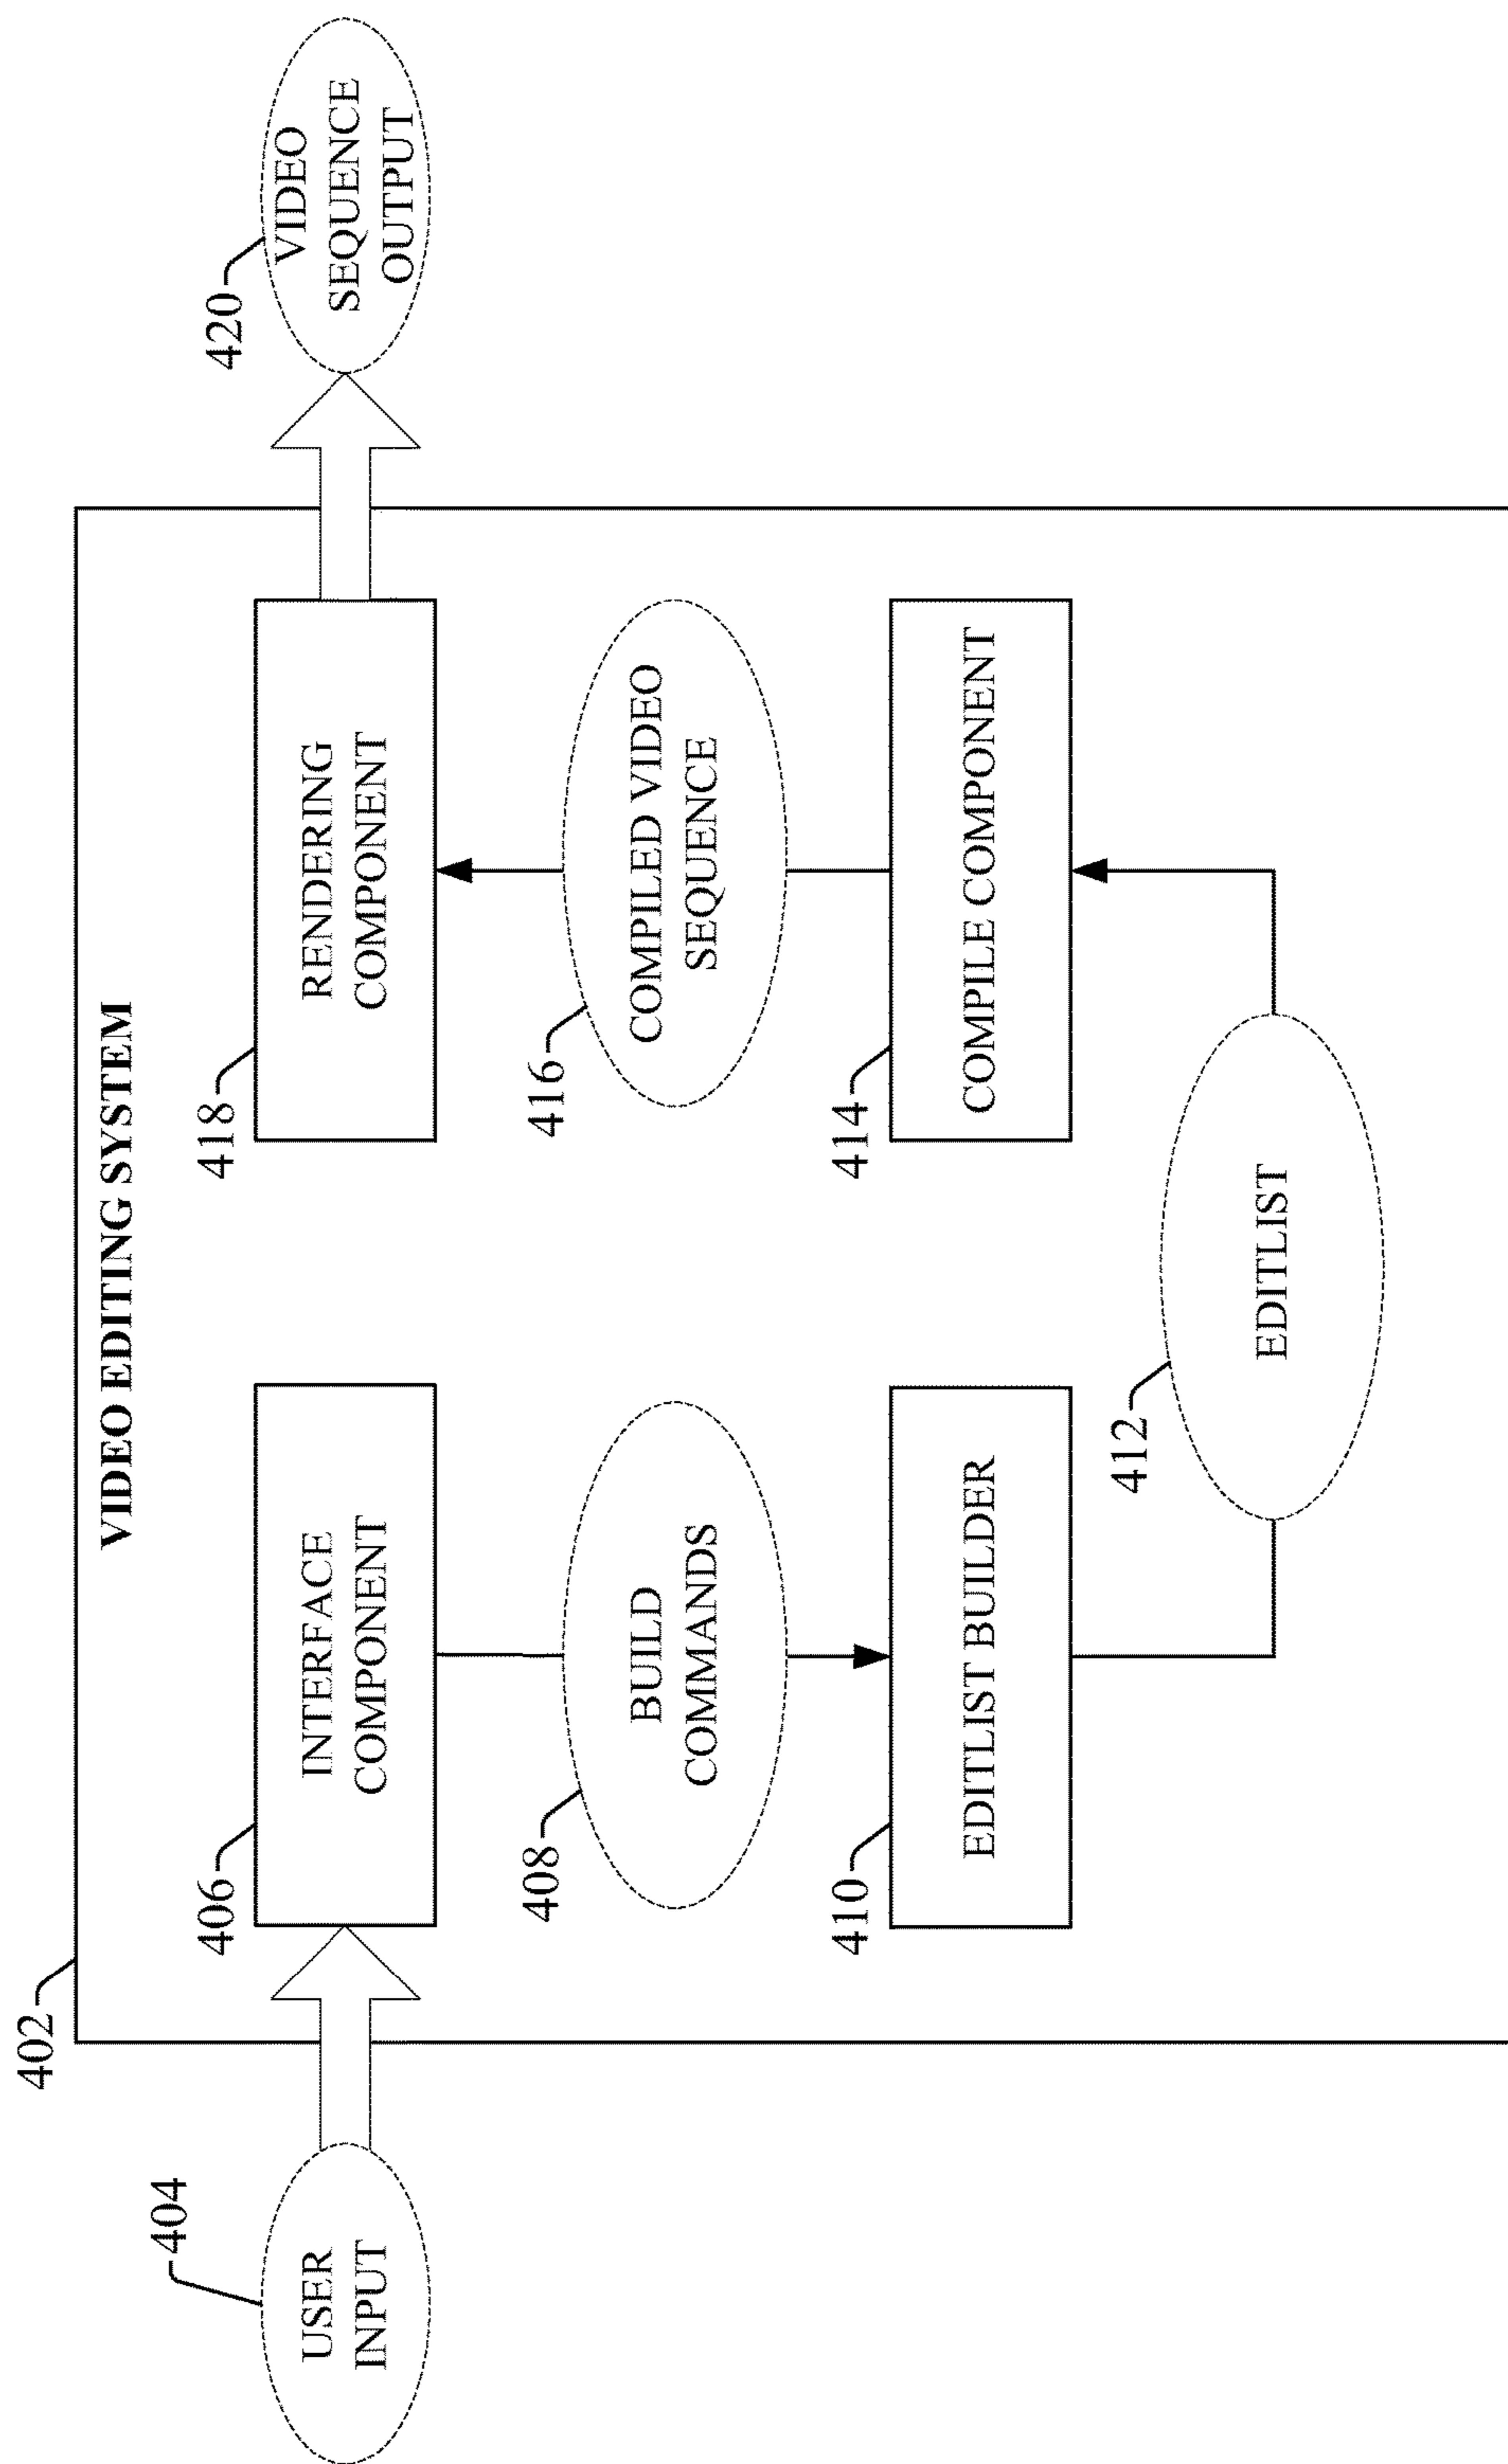 VIDEO EDITING SYSTEM
402
404
USER
INPUT
406
INTERFACE
COMPONENT
408
BUILD
COMMANDS
410
EDITLIST BUILDER
412
EDITLIST
414
COMPILE COMPONENT
416
COMPILED VIDEO
SEQUENCE
418
RENDERING
COMPONENT
420
VIDEO
SEQUENCE
OUTPUT